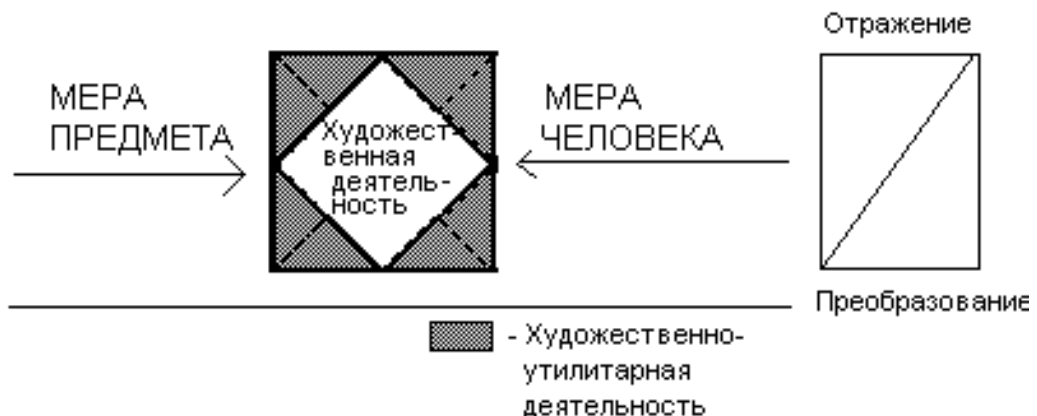 Отражение
МЕРА
ПРЕДМЕТА
Художест-
венная
деятель-
ность
МЕРА
ЧЕЛОВЕКА
Преобразование
- Художественно-
утилитарная
деятельность